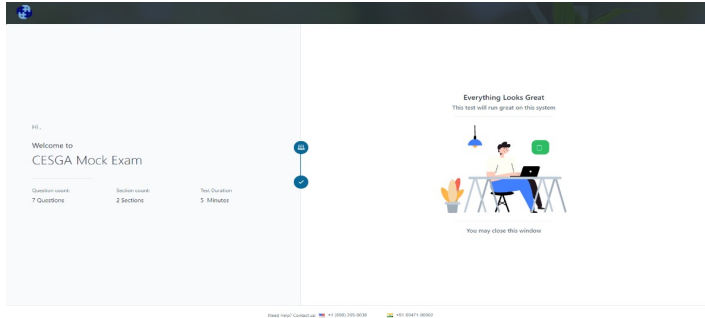 Hi ,
Welcome to
CESGA Mock Exam
Question count: Section count: Test Duration
7 Questions 2 Sections 5 Minutes
Everything Looks Great
This test will run great on this system
You may close this window
Need Help? Contact us: